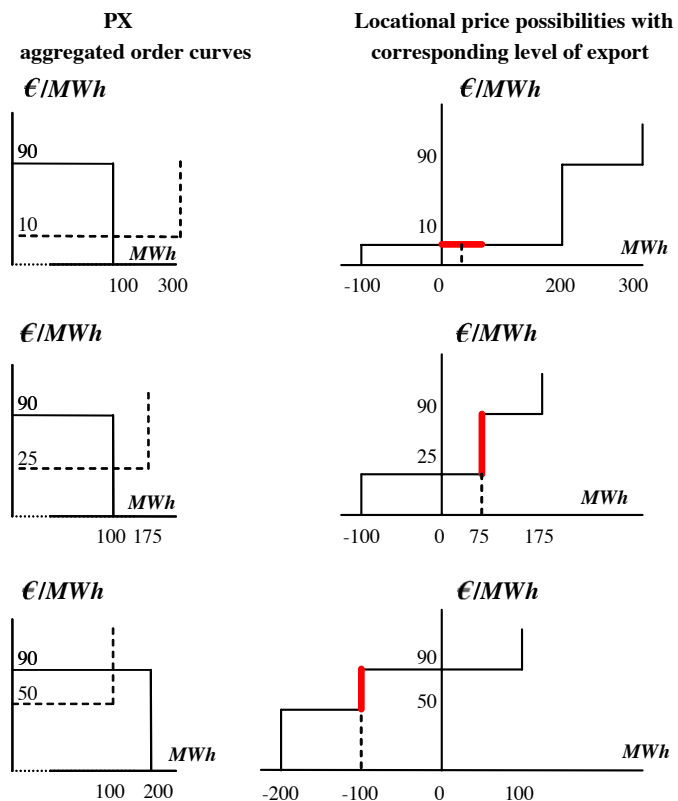 PX
aggregated order curves
Locational price possibilities with
corresponding level of export
€/MWh
90
10
MWh
100 300
€/MWh
90
10
MWh
-100 0 200 300
€/MWh
90
25
MWh
100 175
€/MWh
90
25
MWh
-100 0 75 175
€/MWh
90
50
MWh
100 200
€/MWh
90
50
MWh
-200 -100 0 100